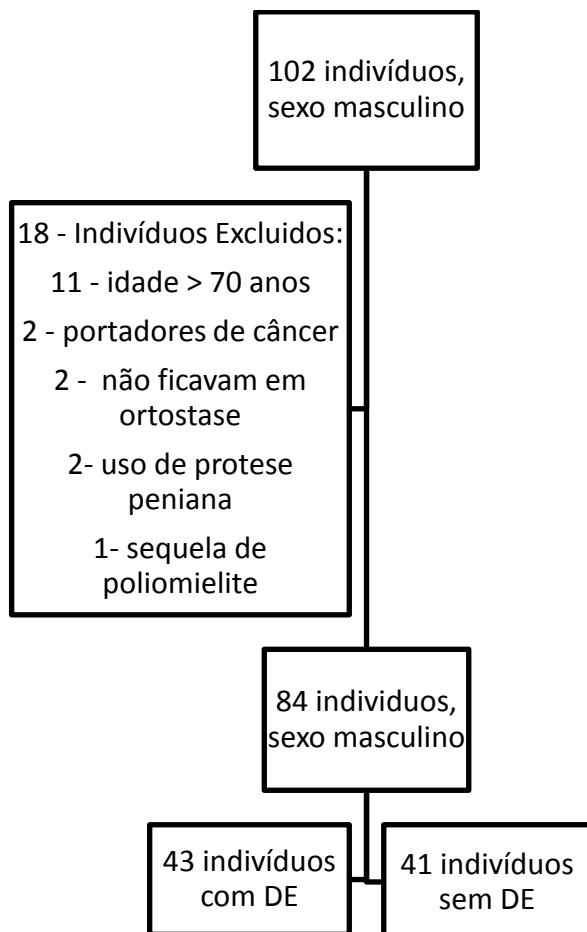 102 indivíduos,
sexo masculino
18 - Indivíduos Excluidos:
11 - idade > 70 anos
2 - portadores de câncer
2 -  não ficavam em
ortostase
2- uso de protese
peniana
1- sequela de
poliomielite
84 individuos,
sexo masculino
43 indivíduos
com DE
41 indivíduos
sem DE